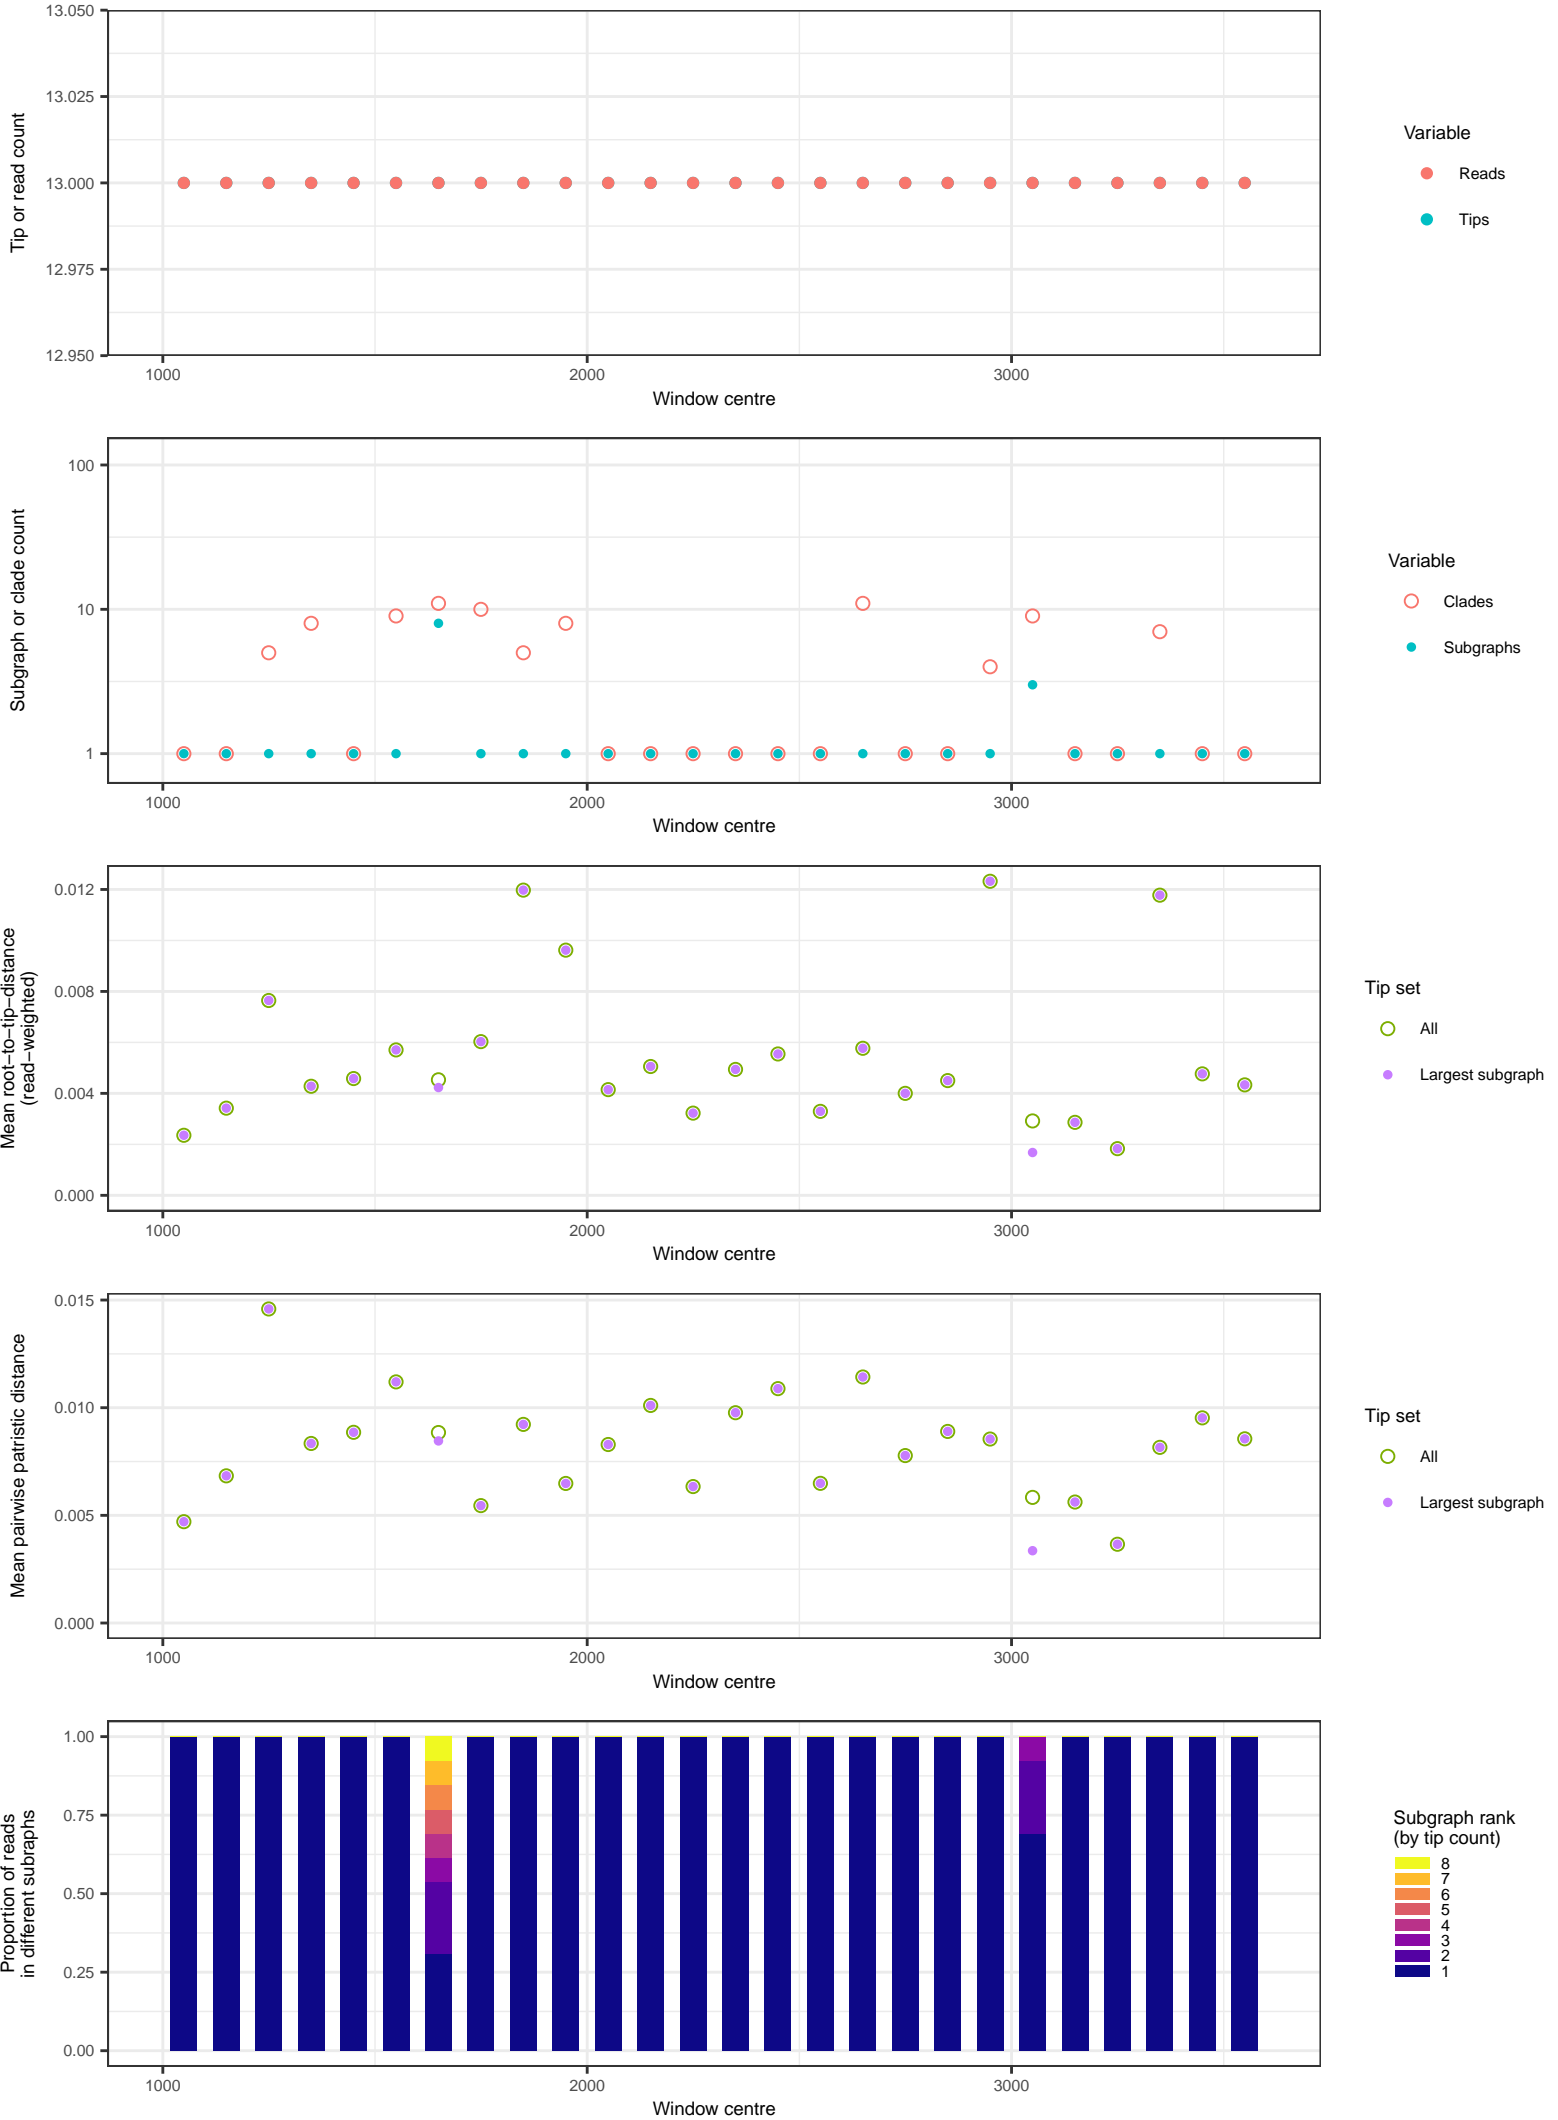 13.050
13.025
13.000
12.975
12.950
Tip or read count
1000 2000 3000
Window centre
Variable
Reads
Tips
100
10
1
Subgraph or clade count
1000 2000 3000
Window centre
Variable
Clades
Subgraphs
0.012
0.008
0.004
0.000
Mean root−to−tip−distance
(read−weighted)
1000 2000 3000
Window centre
Tip set
All
Largest subgraph
0.015
0.010
0.005
0.000
Mean pairwise patristic distance
1000 2000 3000
Window centre
Tip set
All
Largest subgraph
1.00
0.75
0.50
0.25
0.00
Proportion of reads
in different subraphs
1000 2000 3000
Window centre
Subgraph rank
(by tip count)
8
7
6
5
4
3
2
1